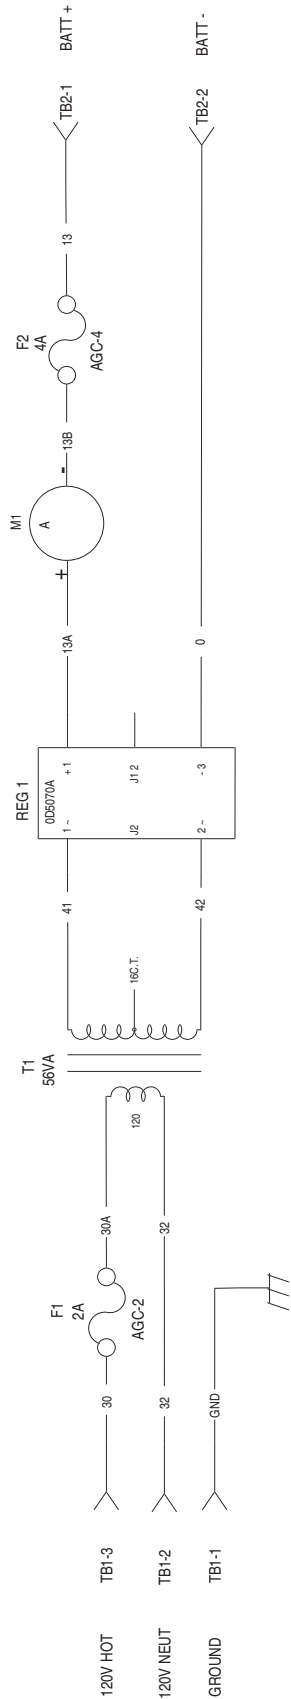 BATT +
BATT -
TB2-1
TB2-2
13
F2
4A
AGC-4
13B
-
M1
A
+
13A
0
REG 1
0D5070A
+ 1
J1 2
- 3
1 ~
J2
2 ~
41
42
16C.T.
T1
56VA
120
30A
32
F1
2A
AGC-2
30
32
GND
TB1-3
TB1-2
TB1-1
120V HOT
120V NEUT
GROUND